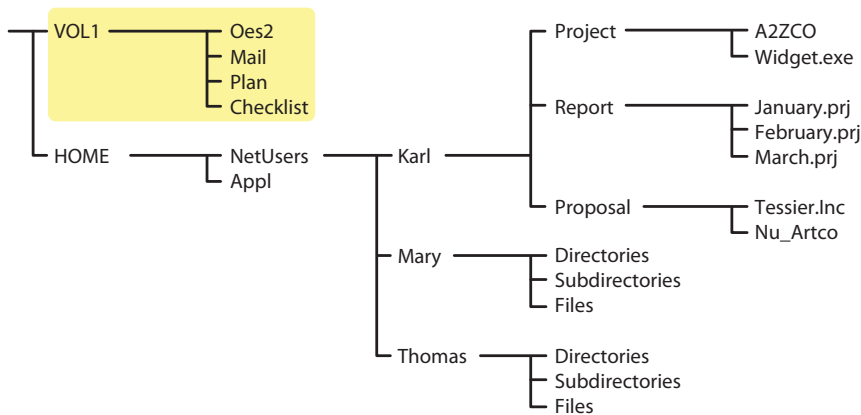 VOL1 Oes2 Project A2ZCO
Mail Widget.exe
Plan
Checklist Report January.prj
February.prj
HOME NetUsers Karl March.prj
Appl
Proposal Tessier.Inc
Nu_Artco
Mary Directories
Subdirectories
Files
Thomas Directories
Subdirectories
Files